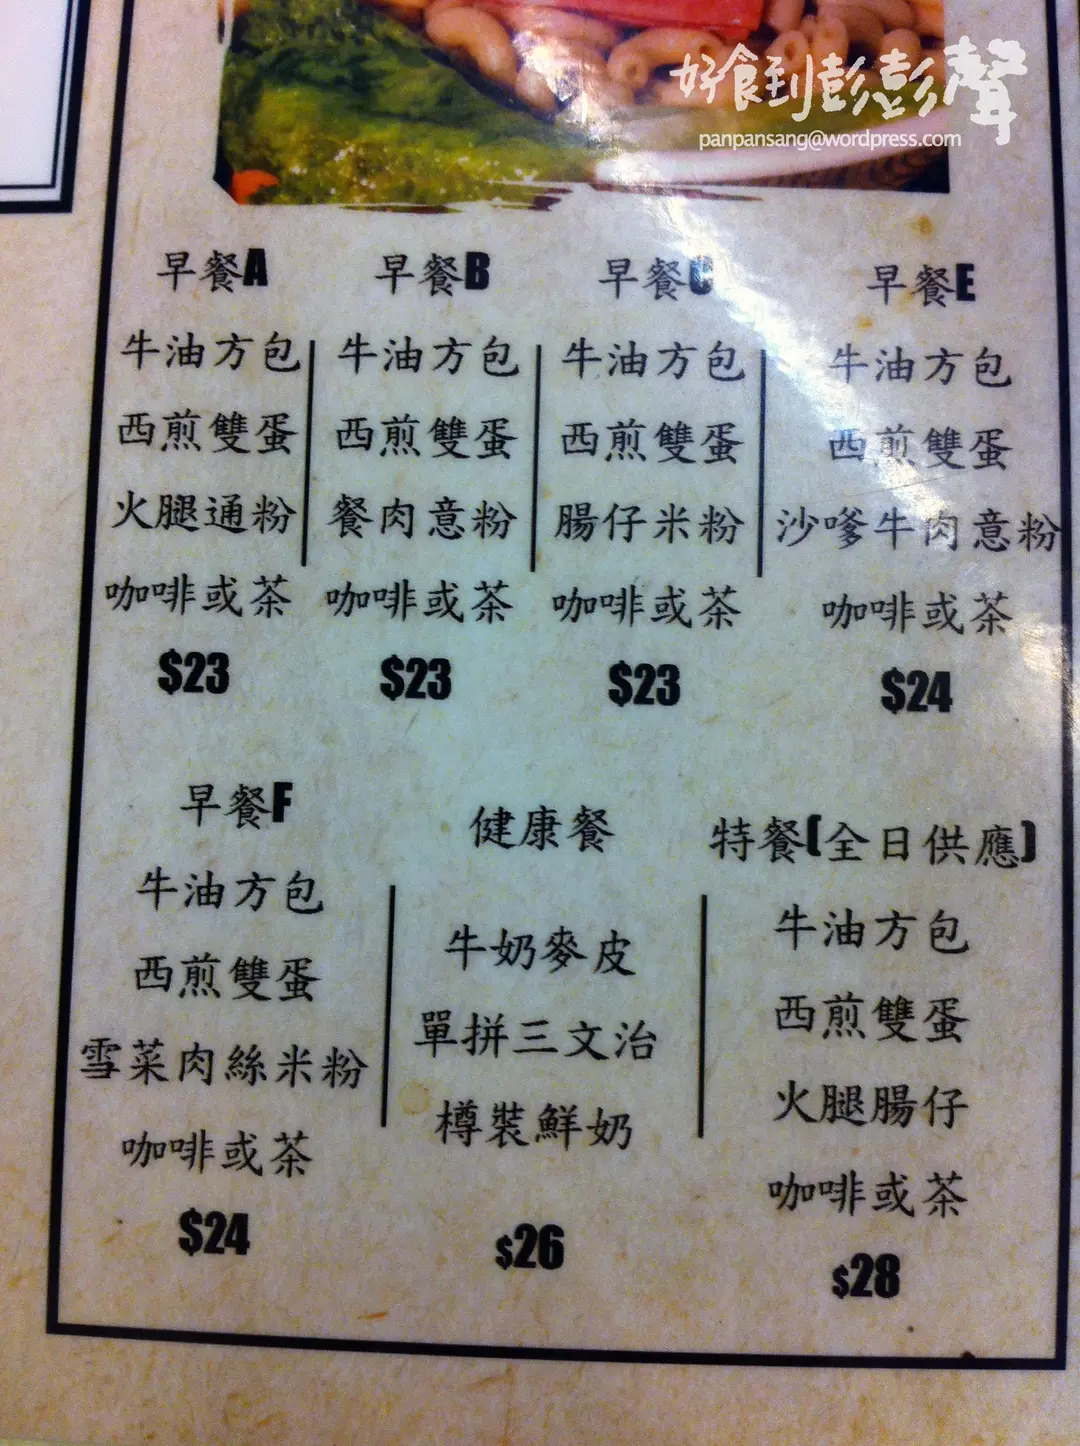 好食到彭彭聲
panpansang@wordpress.com
早餐A
牛油方包
西煎雙蛋
火腿通粉
咖啡或茶
$23
早餐B
牛油方包
西煎雙蛋
餐肉意粉
咖啡或茶
$23
早餐C
牛油方包
西煎雙蛋
腸仔米粉
咖啡或茶
$23
早餐E
牛油方包
西煎雙蛋
沙嗲牛肉意粉
咖啡或茶
$24
早餐F
牛油方包
西煎雙蛋
雪菜肉絲米粉
咖啡或茶
$24
健康餐
牛奶麥皮
單拼三文治
樽裝鮮奶
$26
特餐(全日供應)
牛油方包
西煎雙蛋
火腿腸仔
咖啡或茶
$28